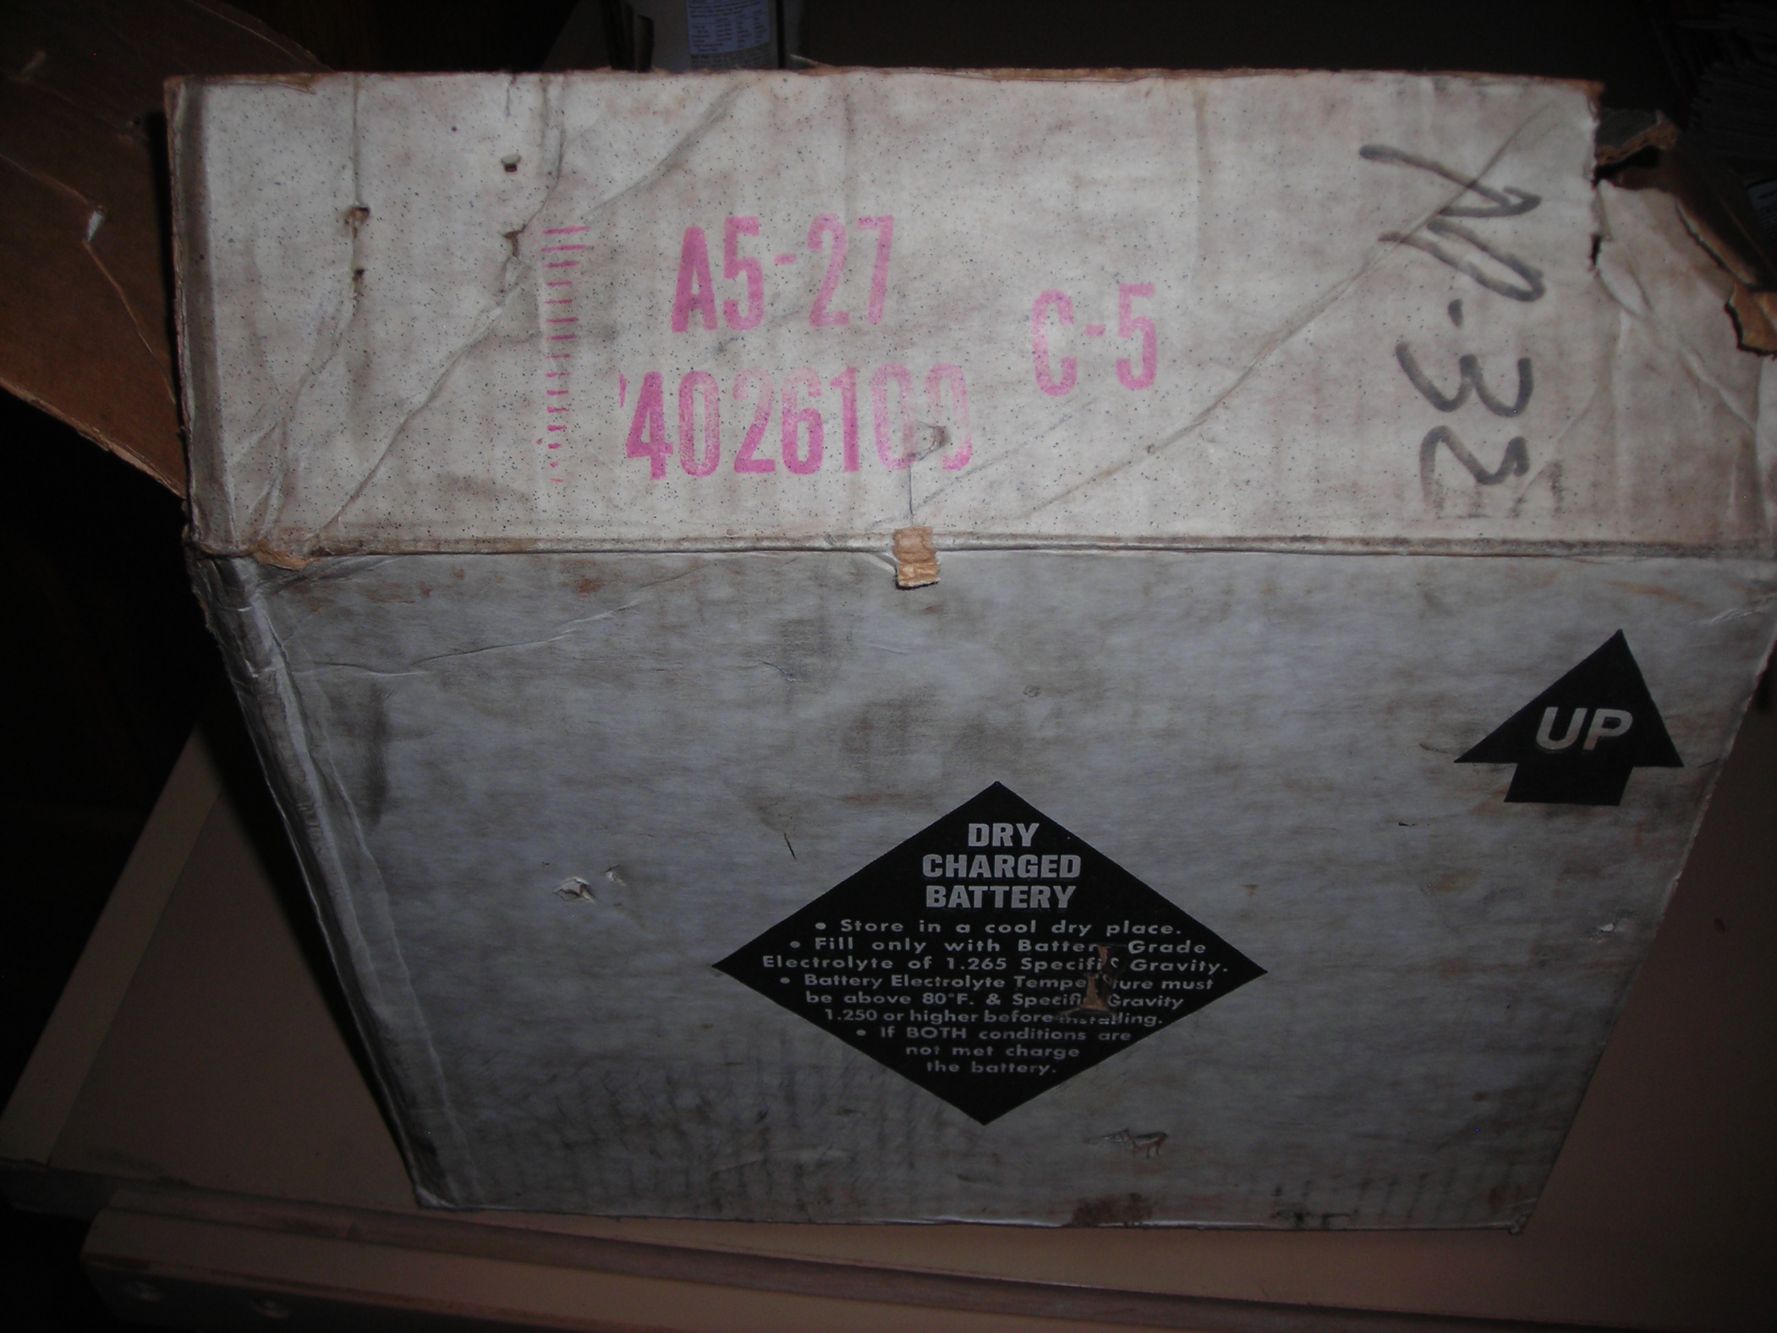 A5-27
C-5
4026109
UP
DRY
CHARGED
BATTERY
• Store in a cool dry place.
• Fill only with Battery Grade
Electrolyte of 1.265 Specific Gravity.
• Battery Electrolyte Temperature must
be above 80°F. & Specific Gravity
1.250 or higher before installing.
• If BOTH conditions are
not met charge
the battery.